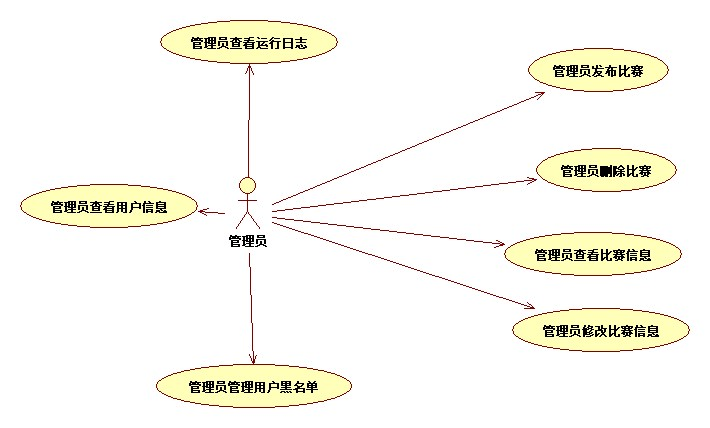 管理员查看运行日志
管理员发布比赛
管理员删除比赛
管理员查看用户信息
管理员
管理员查看比赛信息
管理员修改比赛信息
管理员管理用户黑名单